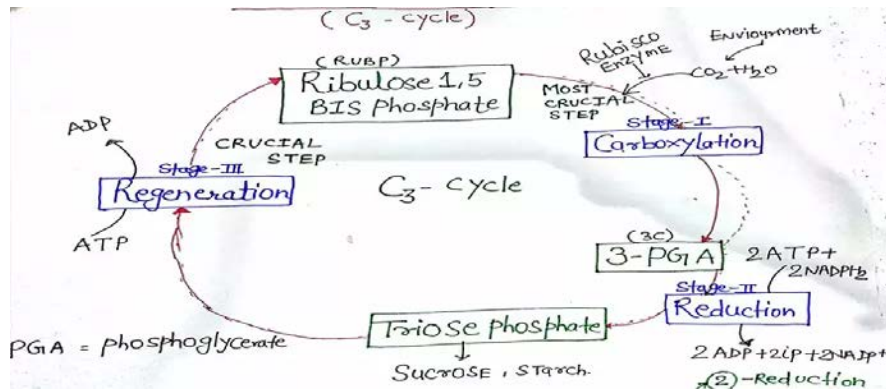 (C3-cycle)
(RUBP)
Ribulose 1,5
BIS phosphate
Rubisco
EnzymE
Enviourment
CO2+H2O
MOST
CRUCIAL
STEP
Stage-I
Carboxylation
ADP
CRUCIAL
STEP
Stage-III
Regeneration
ATP
C3-cycle
(3C)
3-PGA
2ATP+
2NADPH2
Stage-II
Reduction
Triose phosphate
PGA = phosphoglycerate
SucrosE, Starch.
2ADP+2ip+2NADP+
(2)-Reduction